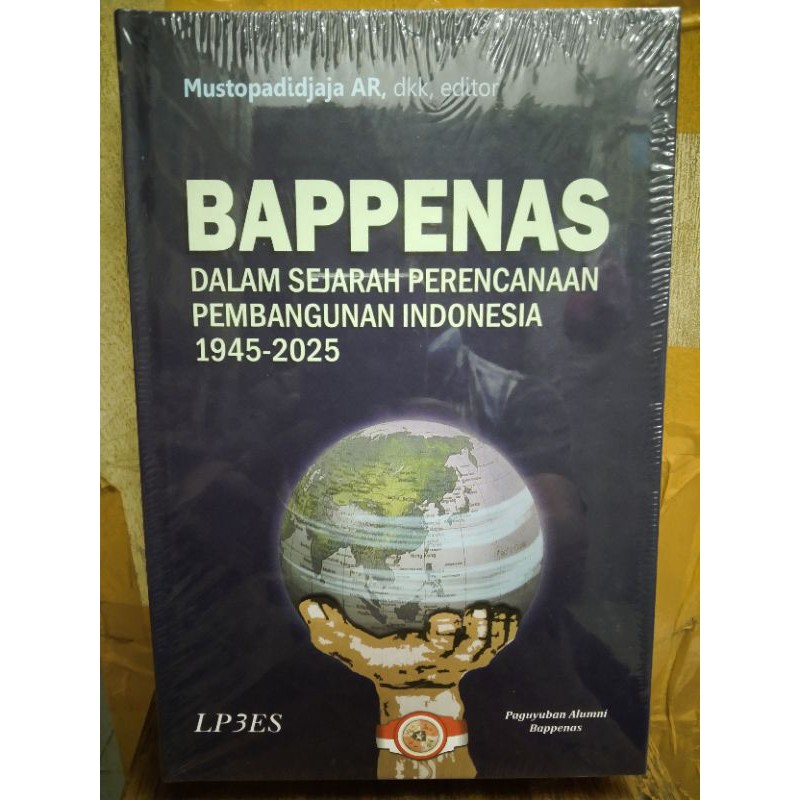 Mustopadidjaja AR, dkk, editor
BAPPENAS
DALAM SEJARAH PERENCANAAN
PEMBANGUNAN INDONESIA
1945-2025
LP3ES
Paguyuban Alumni
Bappenas